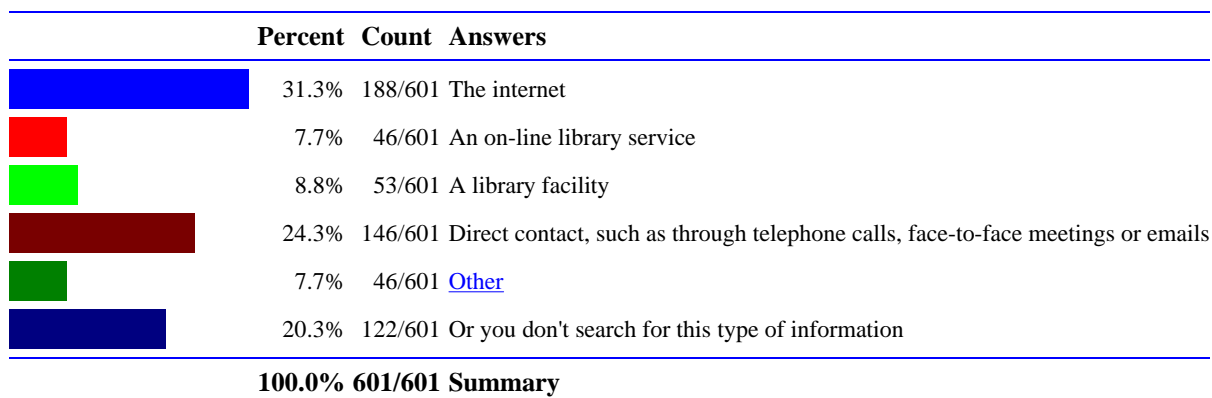 Percent Count Answers
31.3% 188/601 The internet
7.7% 46/601 An on-line library service
8.8% 53/601 A library facility
24.3% 146/601 Direct contact, such as through telephone calls, face-to-face meetings or emails
7.7% 46/601 Other
20.3% 122/601 Or you don't search for this type of information
100.0% 601/601 Summary